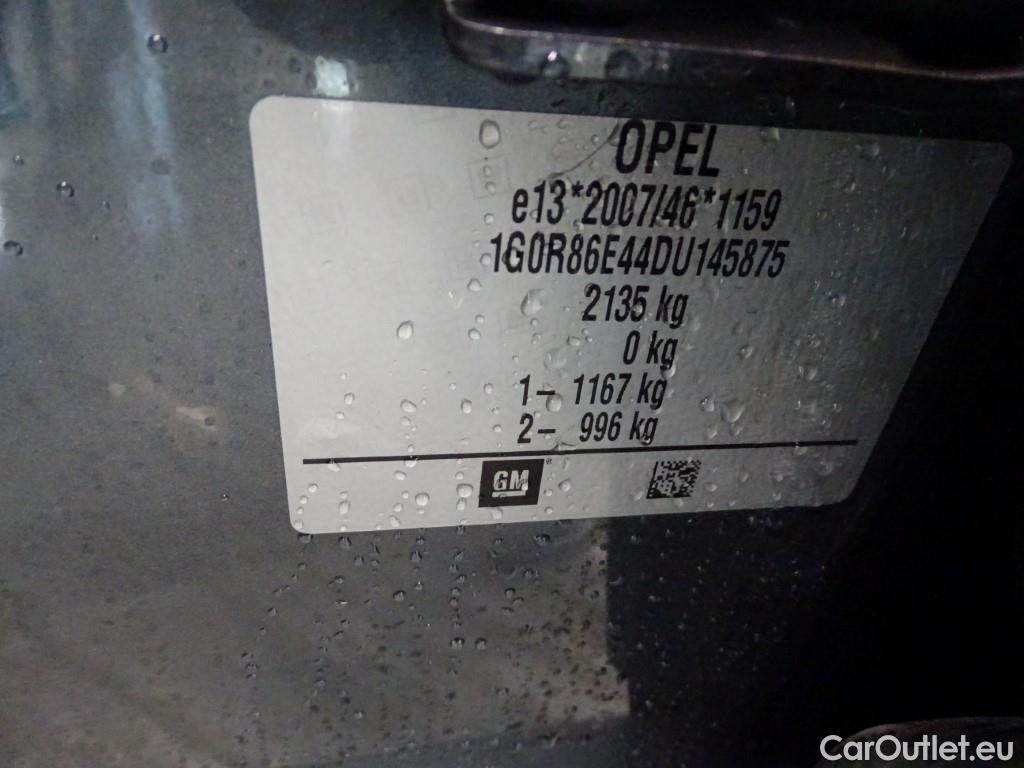 OPEL
e13*2007/46*1159
1G0R86E44DU145875
2135 kg
0 kg
1– 1167 kg
2– 996 kg
GM
CarOutlet.eu